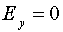 E_y = 0